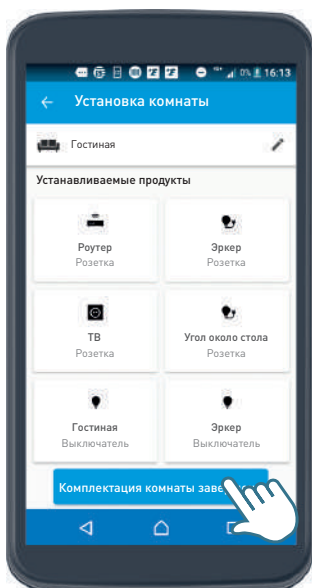 0% 16:13
Установка комнаты
Гостиная
Устанавливаемые продукты
Роутер
Розетка
Эркер
Розетка
ТВ
Розетка
Угол около стола
Розетка
Гостиная
Выключатель
Эркер
Выключатель
Комплектация комнаты